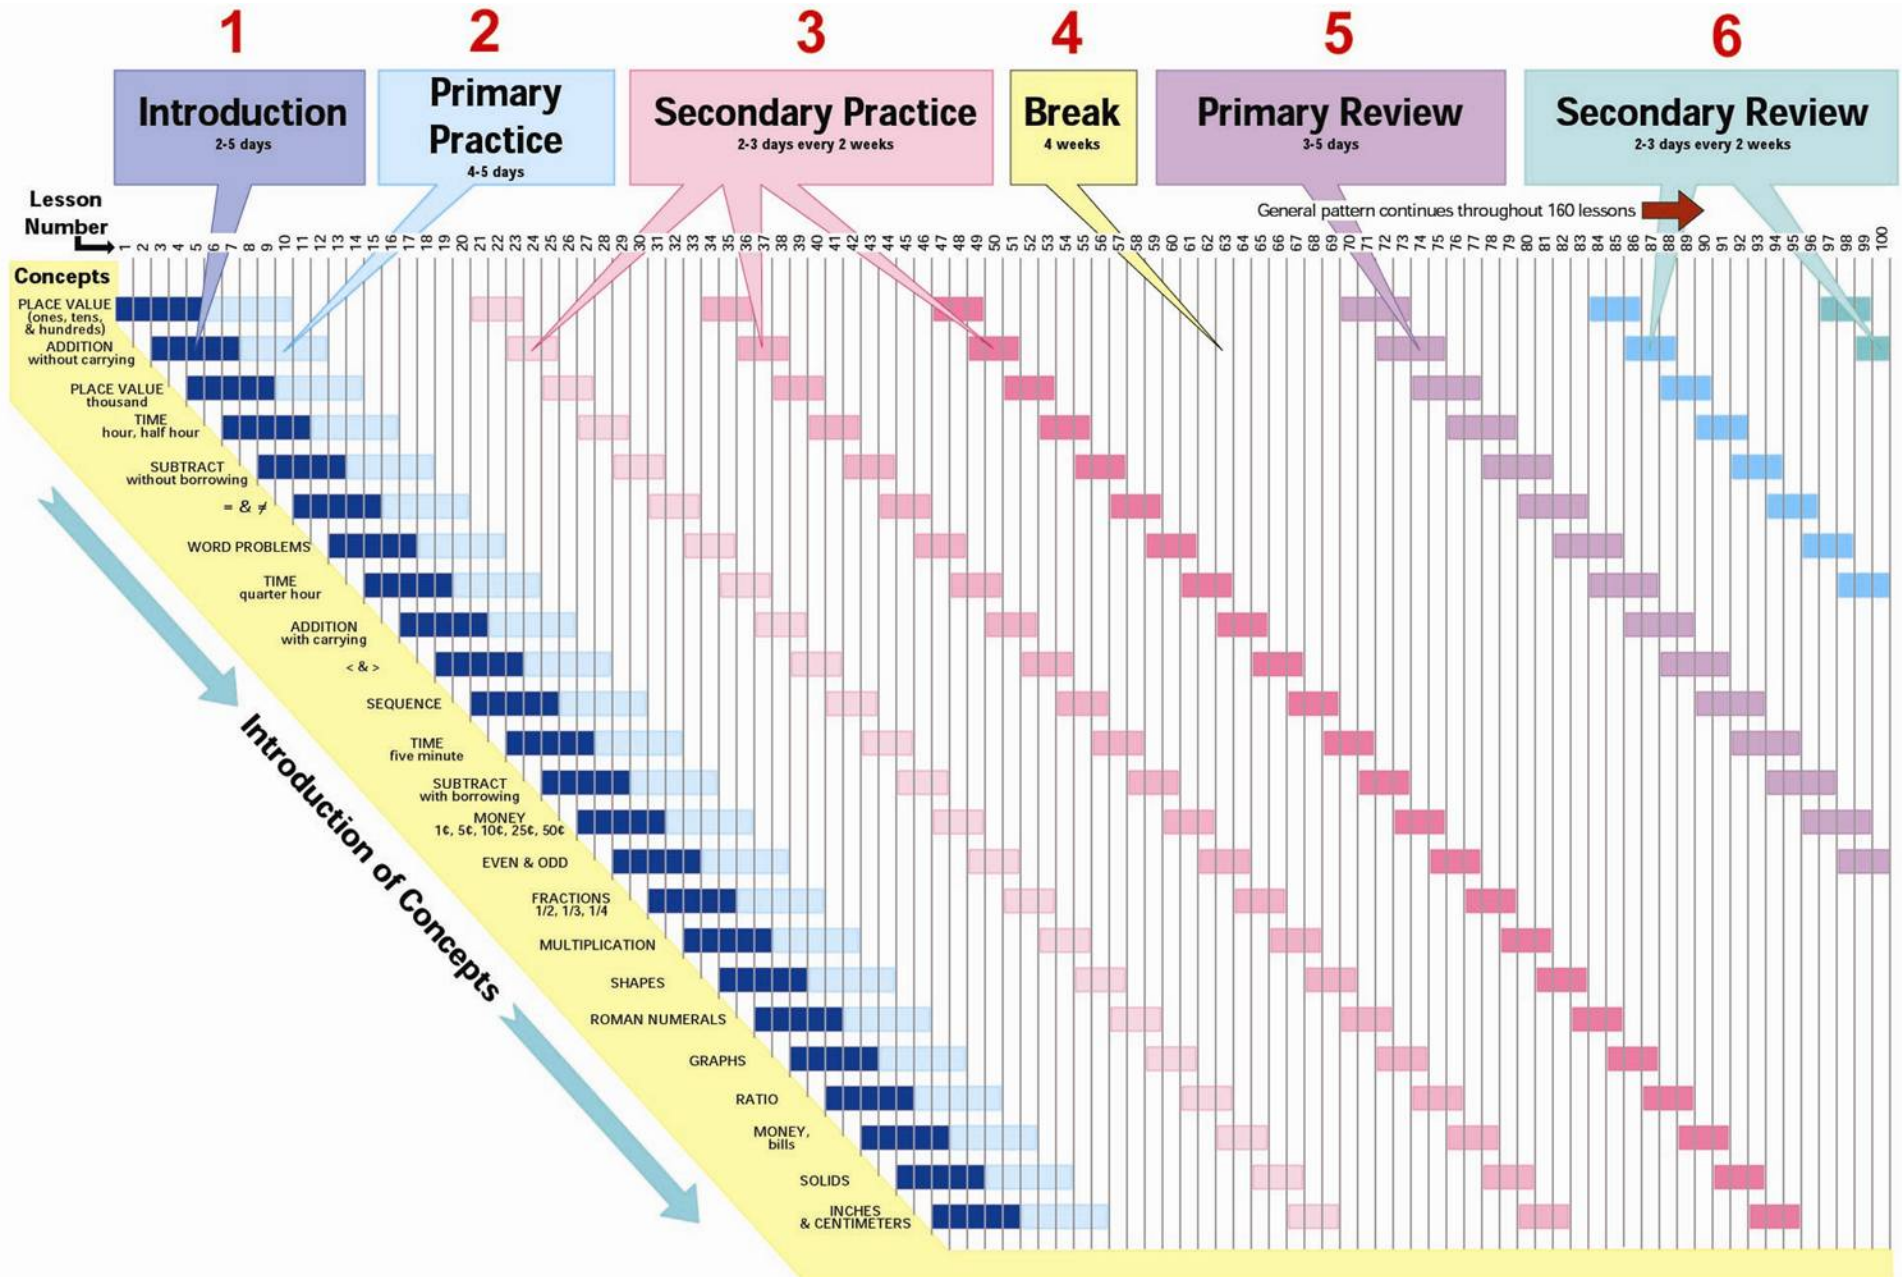 1 2 3 4 5 6
Introduction
2-5 days
Primary
Practice
4-5 days
Secondary Practice
2-3 days every 2 weeks
Break
4 weeks
Primary Review
3-5 days
Secondary Review
2-3 days every 2 weeks
General pattern continues throughout 160 lessons
Lesson
Number
1 2 3 4 5 6 7 8 9 10 11 12 13 14 15 16 17 18 19 20 21 22 23 24 25 26 27 28 29 30 31 32 33 34 35 36 37 38 39 40 41 42 43 44 45 46 47 48 49 50 51 52 53 54 55 56 57 58 59 60 61 62 63 64 65 66 67 68 69 70 71 72 73 74 75 76 77 78 79 80 81 82 83 84 85 86 87 88 89 90 91 92 93 94 95 96 97 98 99 100
Concepts
PLACE VALUE
(ones, tens,
& hundreds)
ADDITION
without carrying
PLACE VALUE
thousand
TIME
hour, half hour
SUBTRACT
without borrowing
= & ≠
WORD PROBLEMS
TIME
quarter hour
ADDITION
with carrying
< & >
SEQUENCE
TIME
five minute
SUBTRACT
with borrowing
MONEY
1¢, 5¢, 10¢, 25¢, 50¢
EVEN & ODD
FRACTIONS
1/2, 1/3, 1/4
MULTIPLICATION
SHAPES
ROMAN NUMERALS
GRAPHS
RATIO
MONEY,
bills
SOLIDS
INCHES
& CENTIMETERS
Introduction of Concepts